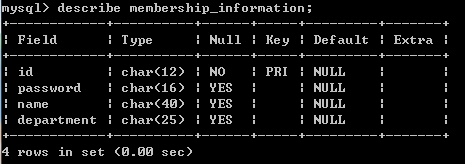 mysql> describe membership_information;
+------------+----------+------+-----+---------+-------+
| Field      | Type     | Null | Key | Default | Extra |
+------------+----------+------+-----+---------+-------+
| id         | char(12) | NO   | PRI | NULL    |       |
| password   | char(16) | YES  |     | NULL    |       |
| name       | char(40) | YES  |     | NULL    |       |
| department | char(25) | YES  |     | NULL    |       |
+------------+----------+------+-----+---------+-------+
4 rows in set (0.00 sec)